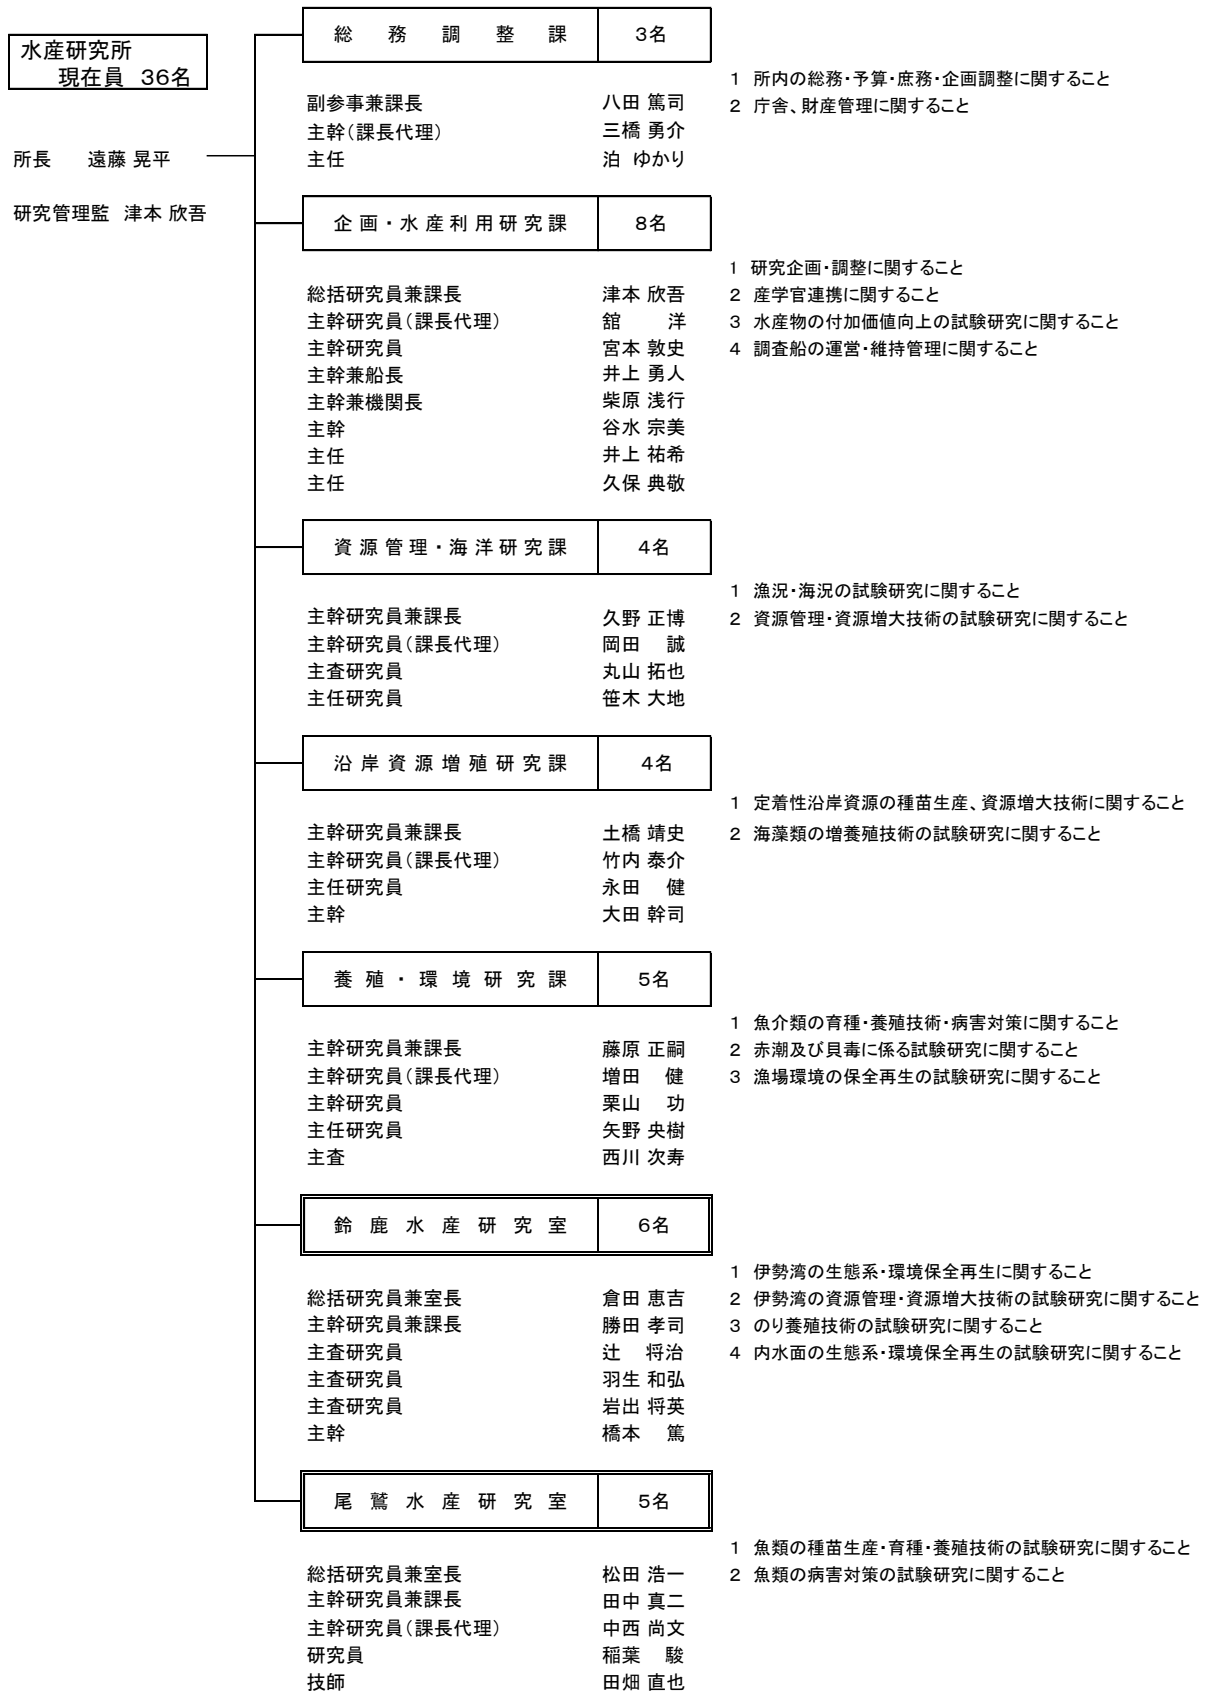 水産研究所
現在員 36名
所長 遠藤 晃平
研究管理監 津本 欣吾
総務調整課 3名
1 所内の総務・予算・庶務・企画調整に関すること
副参事兼課長 八田 篤司 2 庁舎、財産管理に関すること
主幹(課長代理) 三橋 勇介
主任 泊 ゆかり
企画・水産利用研究課 8名
1 研究企画・調整に関すること
総括研究員兼課長 津本 欣吾 2 産学官連携に関すること
主幹研究員(課長代理) 舘 洋 3 水産物の付加価値向上の試験研究に関すること
主幹研究員 宮本 敦史 4 調査船の運営・維持管理に関すること
主幹兼船長 井上 勇人
主幹兼機関長 柴原 浅行
主幹 谷水 宗美
主任 井上 祐希
主任 久保 典敬
資源管理・海洋研究課 4名
1 漁況・海況の試験研究に関すること
主幹研究員兼課長 久野 正博 2 資源管理・資源増大技術の試験研究に関すること
主幹研究員(課長代理) 岡田 誠
主査研究員 丸山 拓也
主任研究員 笹木 大地
沿岸資源増殖研究課 4名
1 定着性沿岸資源の種苗生産、資源増大技術に関すること
主幹研究員兼課長 土橋 靖史 2 海藻類の増養殖技術の試験研究に関すること
主幹研究員(課長代理) 竹内 泰介
主任研究員 永田 健
主幹 大田 幹司
養殖・環境研究課 5名
1 魚介類の育種・養殖技術・病害対策に関すること
主幹研究員兼課長 藤原 正嗣 2 赤潮及び貝毒に係る試験研究に関すること
主幹研究員(課長代理) 増田 健 3 漁場環境の保全再生の試験研究に関すること
主幹研究員 栗山 功
主任研究員 矢野 央樹
主査 西川 次寿
鈴鹿水産研究室 6名
1 伊勢湾の生態系・環境保全再生に関すること
総括研究員兼室長 倉田 恵吉 2 伊勢湾の資源管理・資源増大技術の試験研究に関すること
主幹研究員兼課長 勝田 孝司 3 のり養殖技術の試験研究に関すること
主査研究員 辻 将治 4 内水面の生態系・環境保全再生の試験研究に関すること
主査研究員 羽生 和弘
主査研究員 岩出 将英
主幹 橋本 篤
尾鷲水産研究室 5名
1 魚類の種苗生産・育種・養殖技術の試験研究に関すること
総括研究員兼室長 松田 浩一 2 魚類の病害対策の試験研究に関すること
主幹研究員兼課長 田中 真二
主幹研究員(課長代理) 中西 尚文
研究員 稲葉 駿
技師 田畑 直也